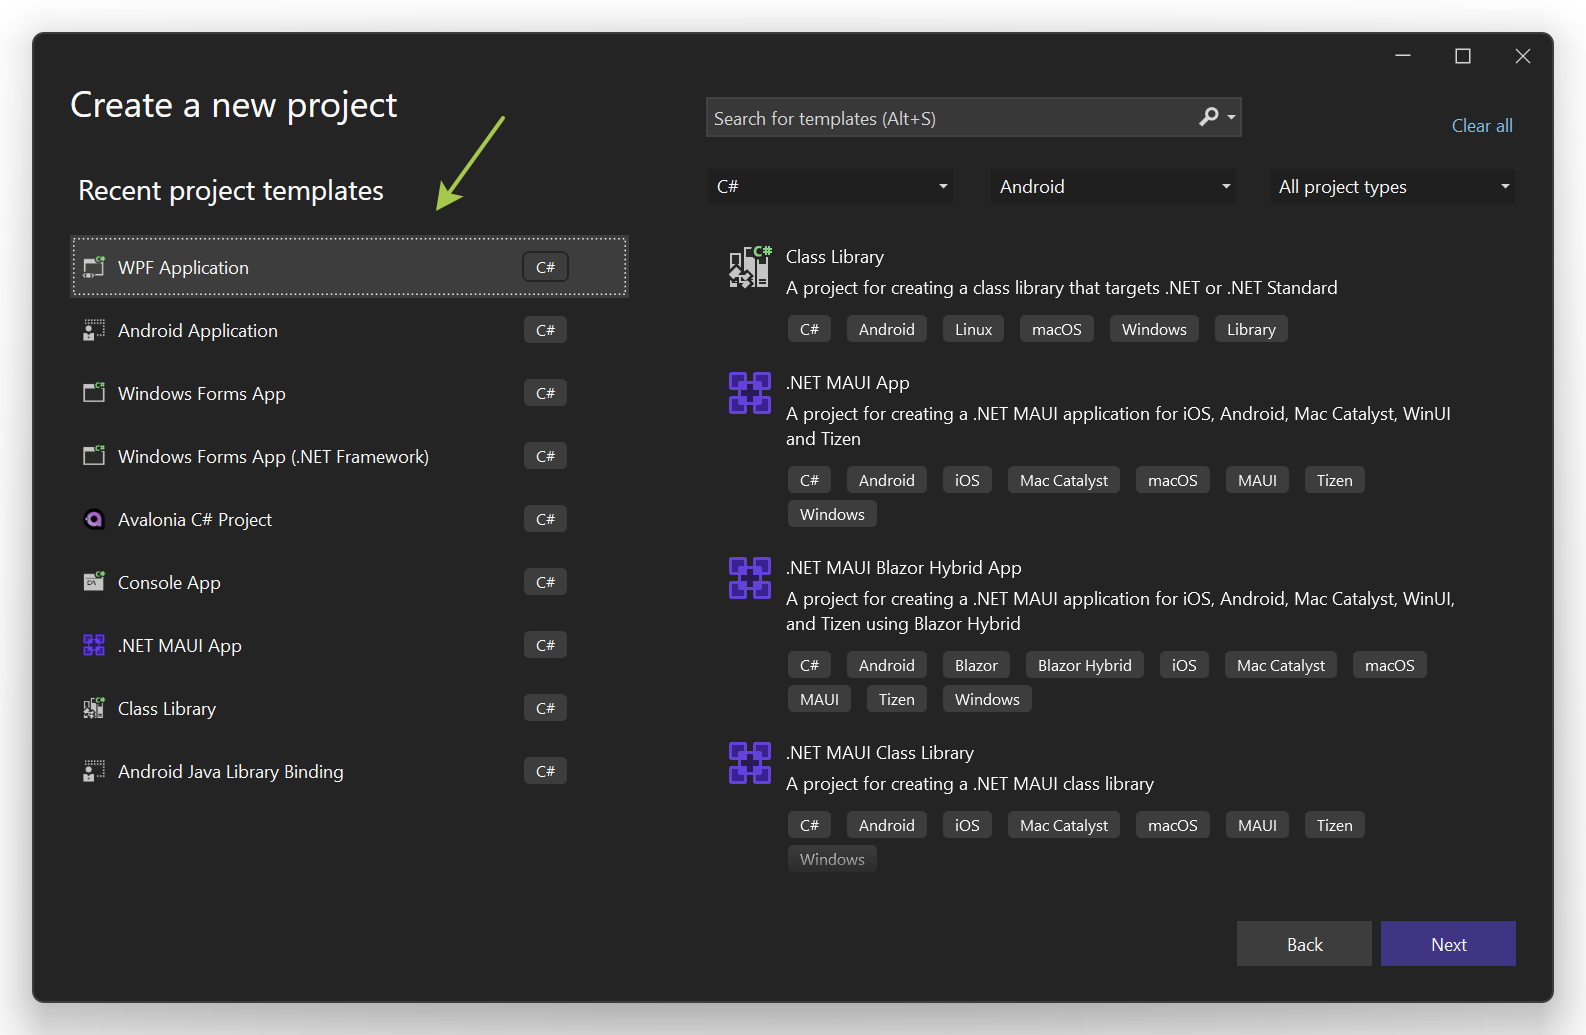 Create a new project
Search for templates (Alt+S)
Clear all
Recent project templates
C#
Android
All project types
WPF Application
C#
Android Application
C#
Windows Forms App
C#
Windows Forms App (.NET Framework)
C#
Avalonia C# Project
C#
Console App
C#
.NET MAUI App
C#
Class Library
C#
Android Java Library Binding
C#
Class Library
A project for creating a class library that targets .NET or .NET Standard
C# Android Linux macOS Windows Library
.NET MAUI App
A project for creating a .NET MAUI application for iOS, Android, Mac Catalyst, WinUI
and Tizen
C# Android iOS Mac Catalyst macOS MAUI Tizen
Windows
.NET MAUI Blazor Hybrid App
A project for creating a .NET MAUI application for iOS, Android, Mac Catalyst, WinUI,
and Tizen using Blazor Hybrid
C# Android Blazor Blazor Hybrid iOS Mac Catalyst macOS
MAUI Tizen Windows
.NET MAUI Class Library
A project for creating a .NET MAUI class library
C# Android iOS Mac Catalyst macOS MAUI Tizen
Windows
Back
Next